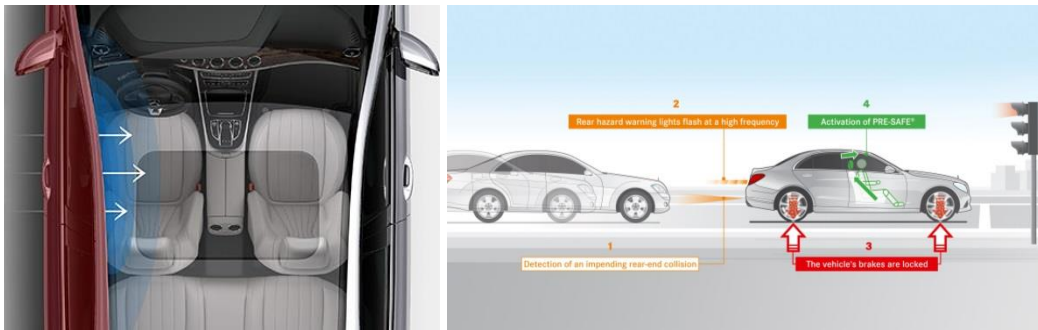 2
Rear hazard warning lights flash at a high frequency
4
Activation of PRE-SAFE®
1
Detection of an impending rear-end collision
3
The vehicle's brakes are locked